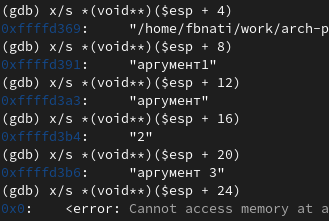 (gdb) x/s *(void**)($esp + 4)
0xffffd369: "/home/fbnati/work/arch-p
(gdb) x/s *(void**)($esp + 8)
0xffffd391: "аргумент1"
(gdb) x/s *(void**)($esp + 12)
0xffffd3a3: "аргумент"
(gdb) x/s *(void**)($esp + 16)
0xffffd3b4: "2"
(gdb) x/s *(void**)($esp + 20)
0xffffd3b6: "аргумент 3"
(gdb) x/s *(void**)($esp + 24)
0x0: <error: Cannot access memory at a